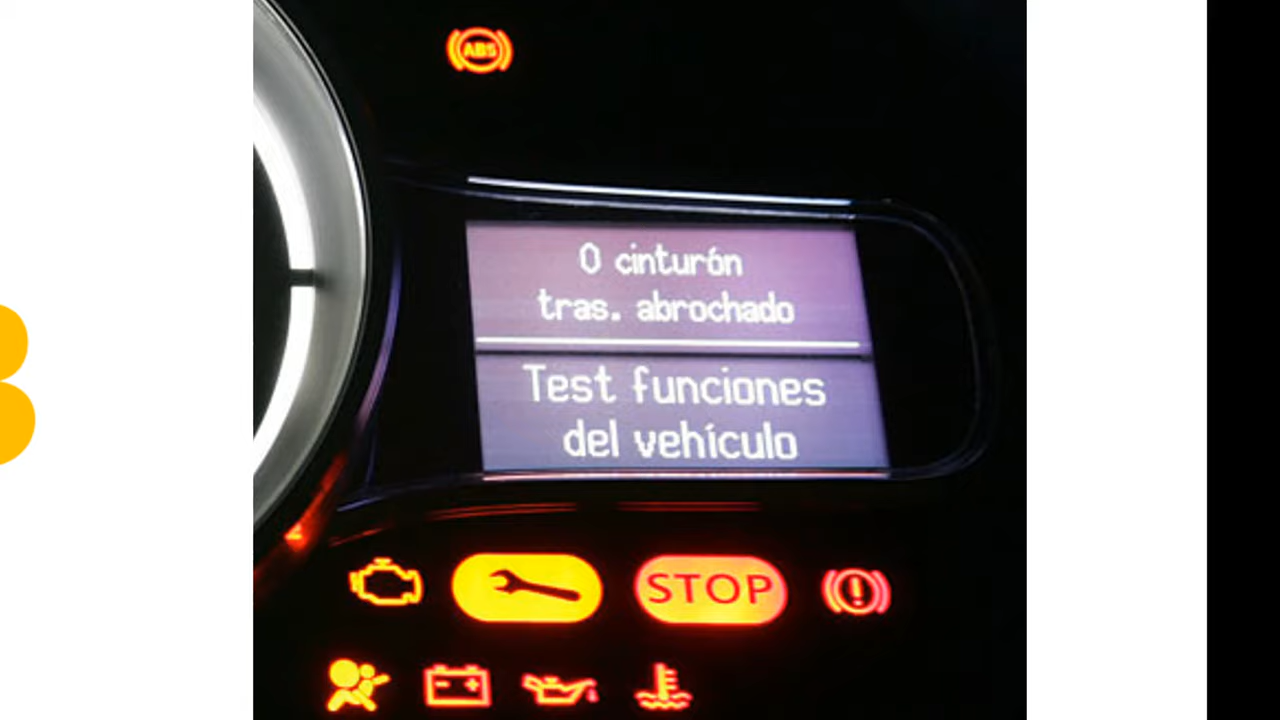 ABS
0 cinturón
tras. abrochado
Test funciones
del vehículo
STOP